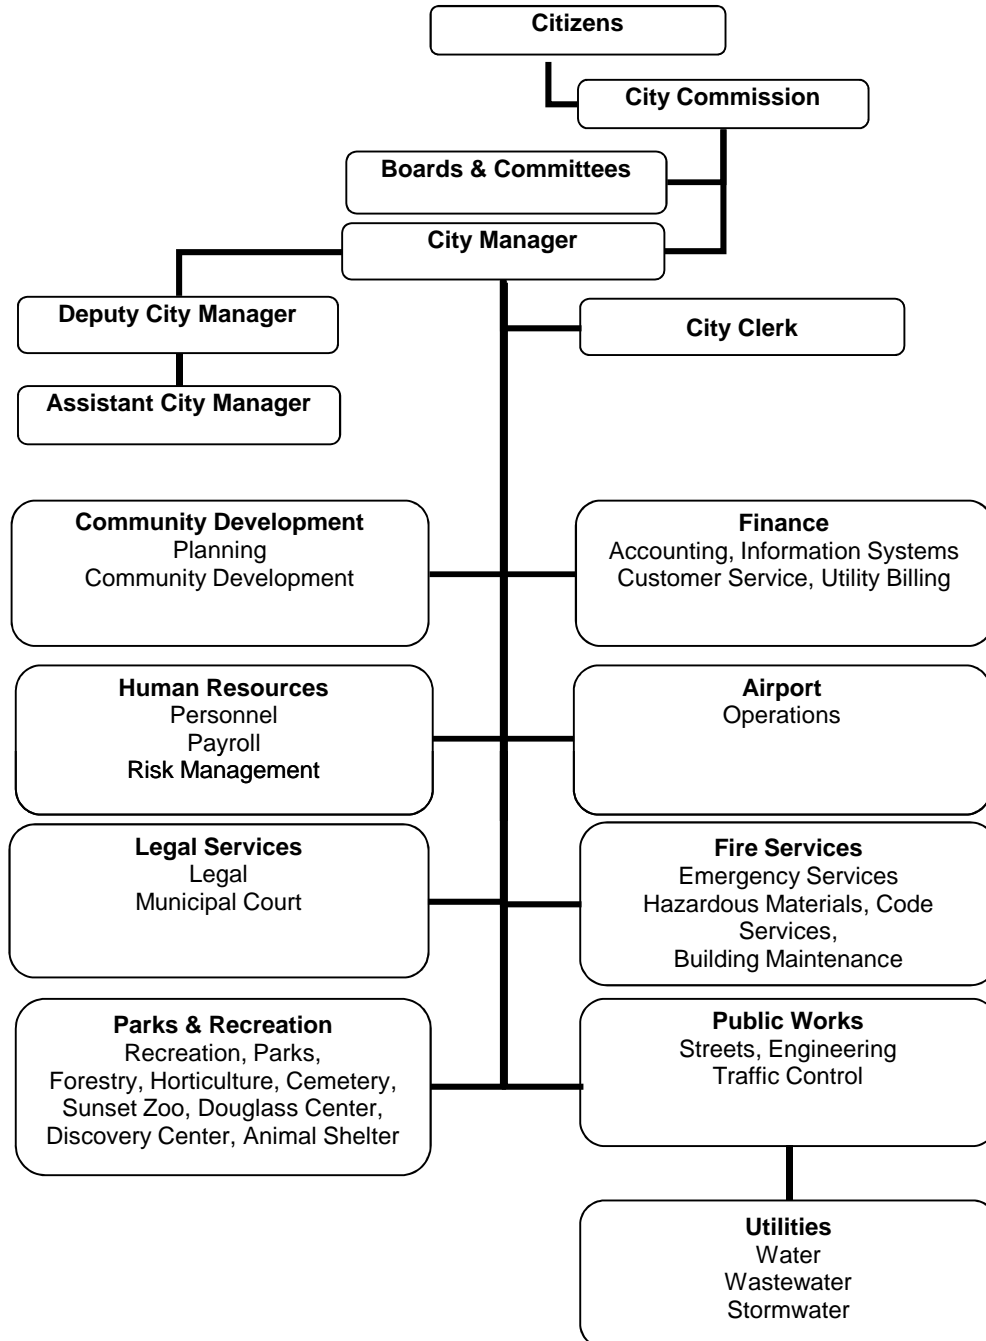 Citizens
City Commission
Boards & Committees
City Manager
Deputy City Manager
City Clerk
Assistant City Manager
Community Development
Planning
Community Development
Finance
Accounting, Information Systems
Customer Service, Utility Billing
Human Resources
Personnel
Payroll
Risk Management
Airport
Operations
Legal Services
Legal
Municipal Court
Fire Services
Emergency Services
Hazardous Materials, Code
Services,
Building Maintenance
Parks & Recreation
Recreation, Parks,
Forestry, Horticulture, Cemetery,
Sunset Zoo, Douglass Center,
Discovery Center, Animal Shelter
Public Works
Streets, Engineering
Traffic Control
Utilities
Water
Wastewater
Stormwater